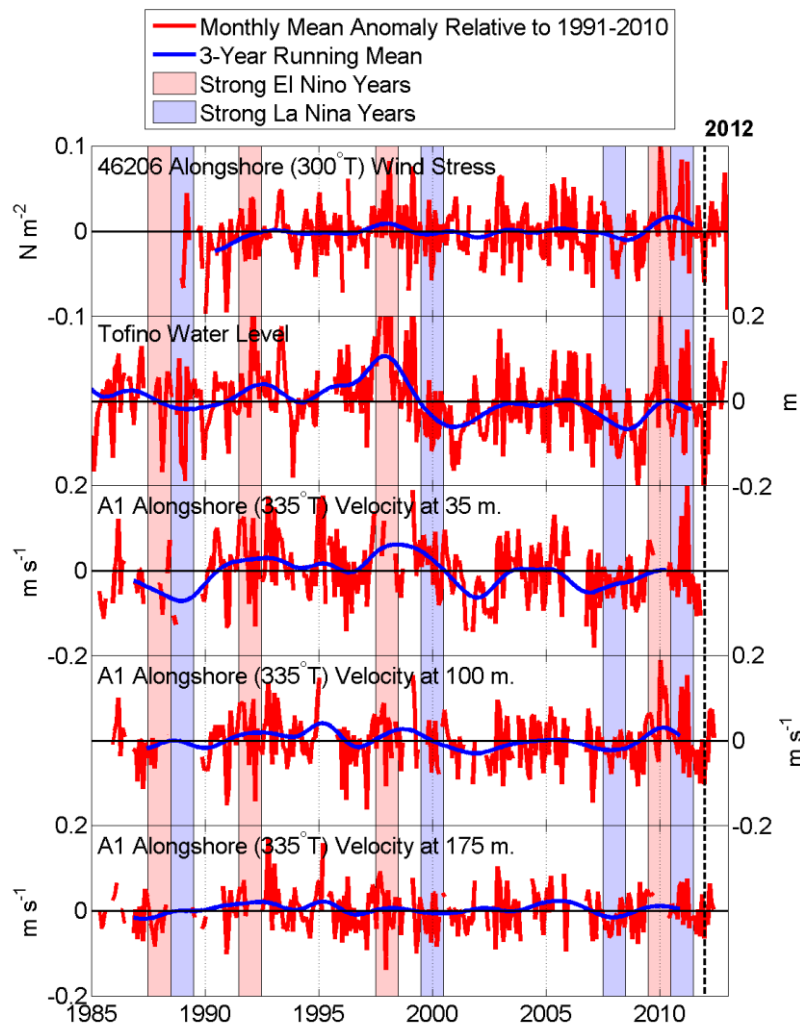 Monthly Mean Anomaly Relative to 1991-2010
3-Year Running Mean
Strong El Nino Years
Strong La Nina Years
2012
0.1
46206 Alongshore (300°T) Wind Stress
N m-2
0
-0.1
0.2
Tofino Water Level
0
m
0.2
-0.2
A1 Alongshore (335°T) Velocity at 35 m.
m s-1
0
-0.2
0.2
A1 Alongshore (335°T) Velocity at 100 m.
0
m s-1
0.2
-0.2
A1 Alongshore (335°T) Velocity at 175 m.
m s-1
0
-0.2
1985 1990 1995 2000 2005 2010